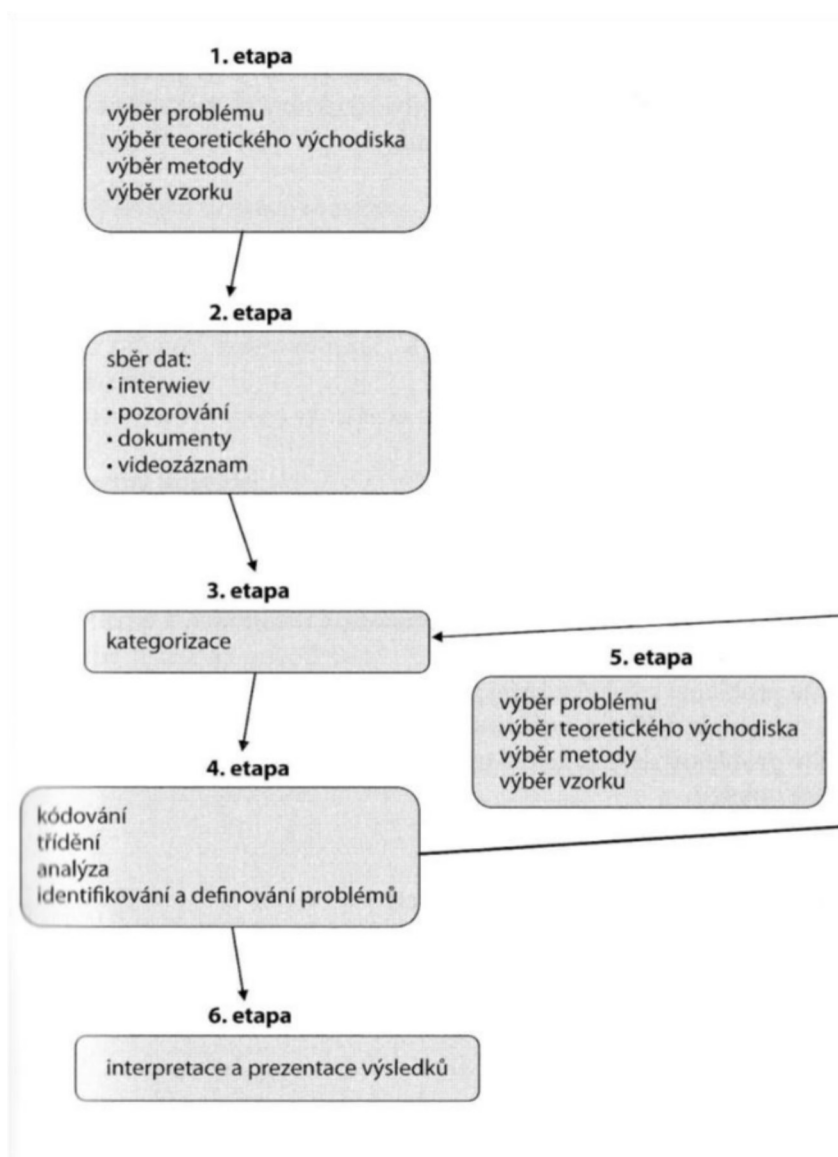 1. etapa
výběr problému
výběr teoretického východiska
výběr metody
výběr vzorku
2. etapa
sběr dat:
• interwiev
• pozorování
• dokumenty
• videozáznam
3. etapa
kategorizace
4. etapa
kódování
třídění
analýza
identifikování a definování problémů
5. etapa
výběr problému
výběr teoretického východiska
výběr metody
výběr vzorku
6. etapa
interpretace a prezentace výsledků